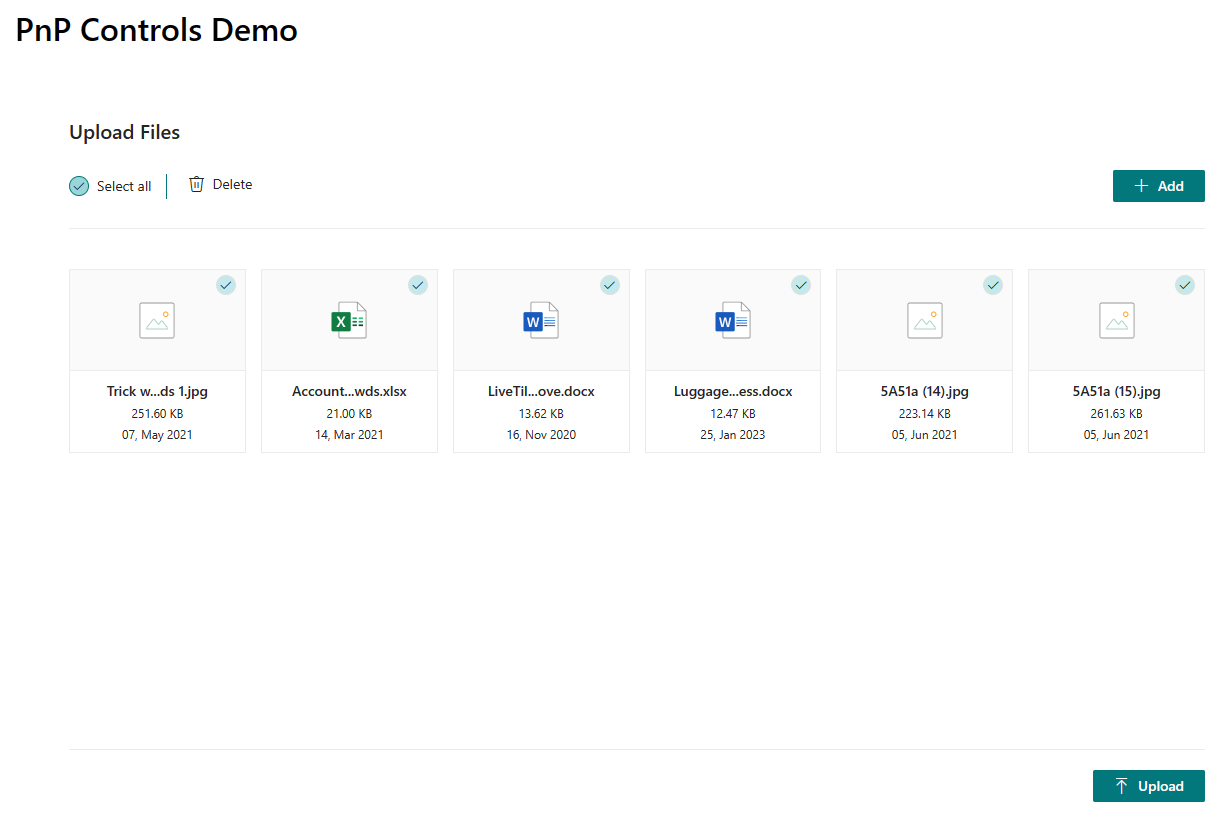 PnP Controls Demo
Upload Files
Select all
Delete
Add
Trick w...ds 1.jpg
251.60 KB
07, May 2021
X
Account...wds.xlsx
21.00 KB
14, Mar 2021
W
LiveTil...ove.docx
13.62 KB
16, Nov 2020
W
Luggage...ess.docx
12.47 KB
25, Jan 2023
5A51a (14).jpg
223.14 KB
05, Jun 2021
5A51a (15).jpg
261.63 KB
05, Jun 2021
Upload